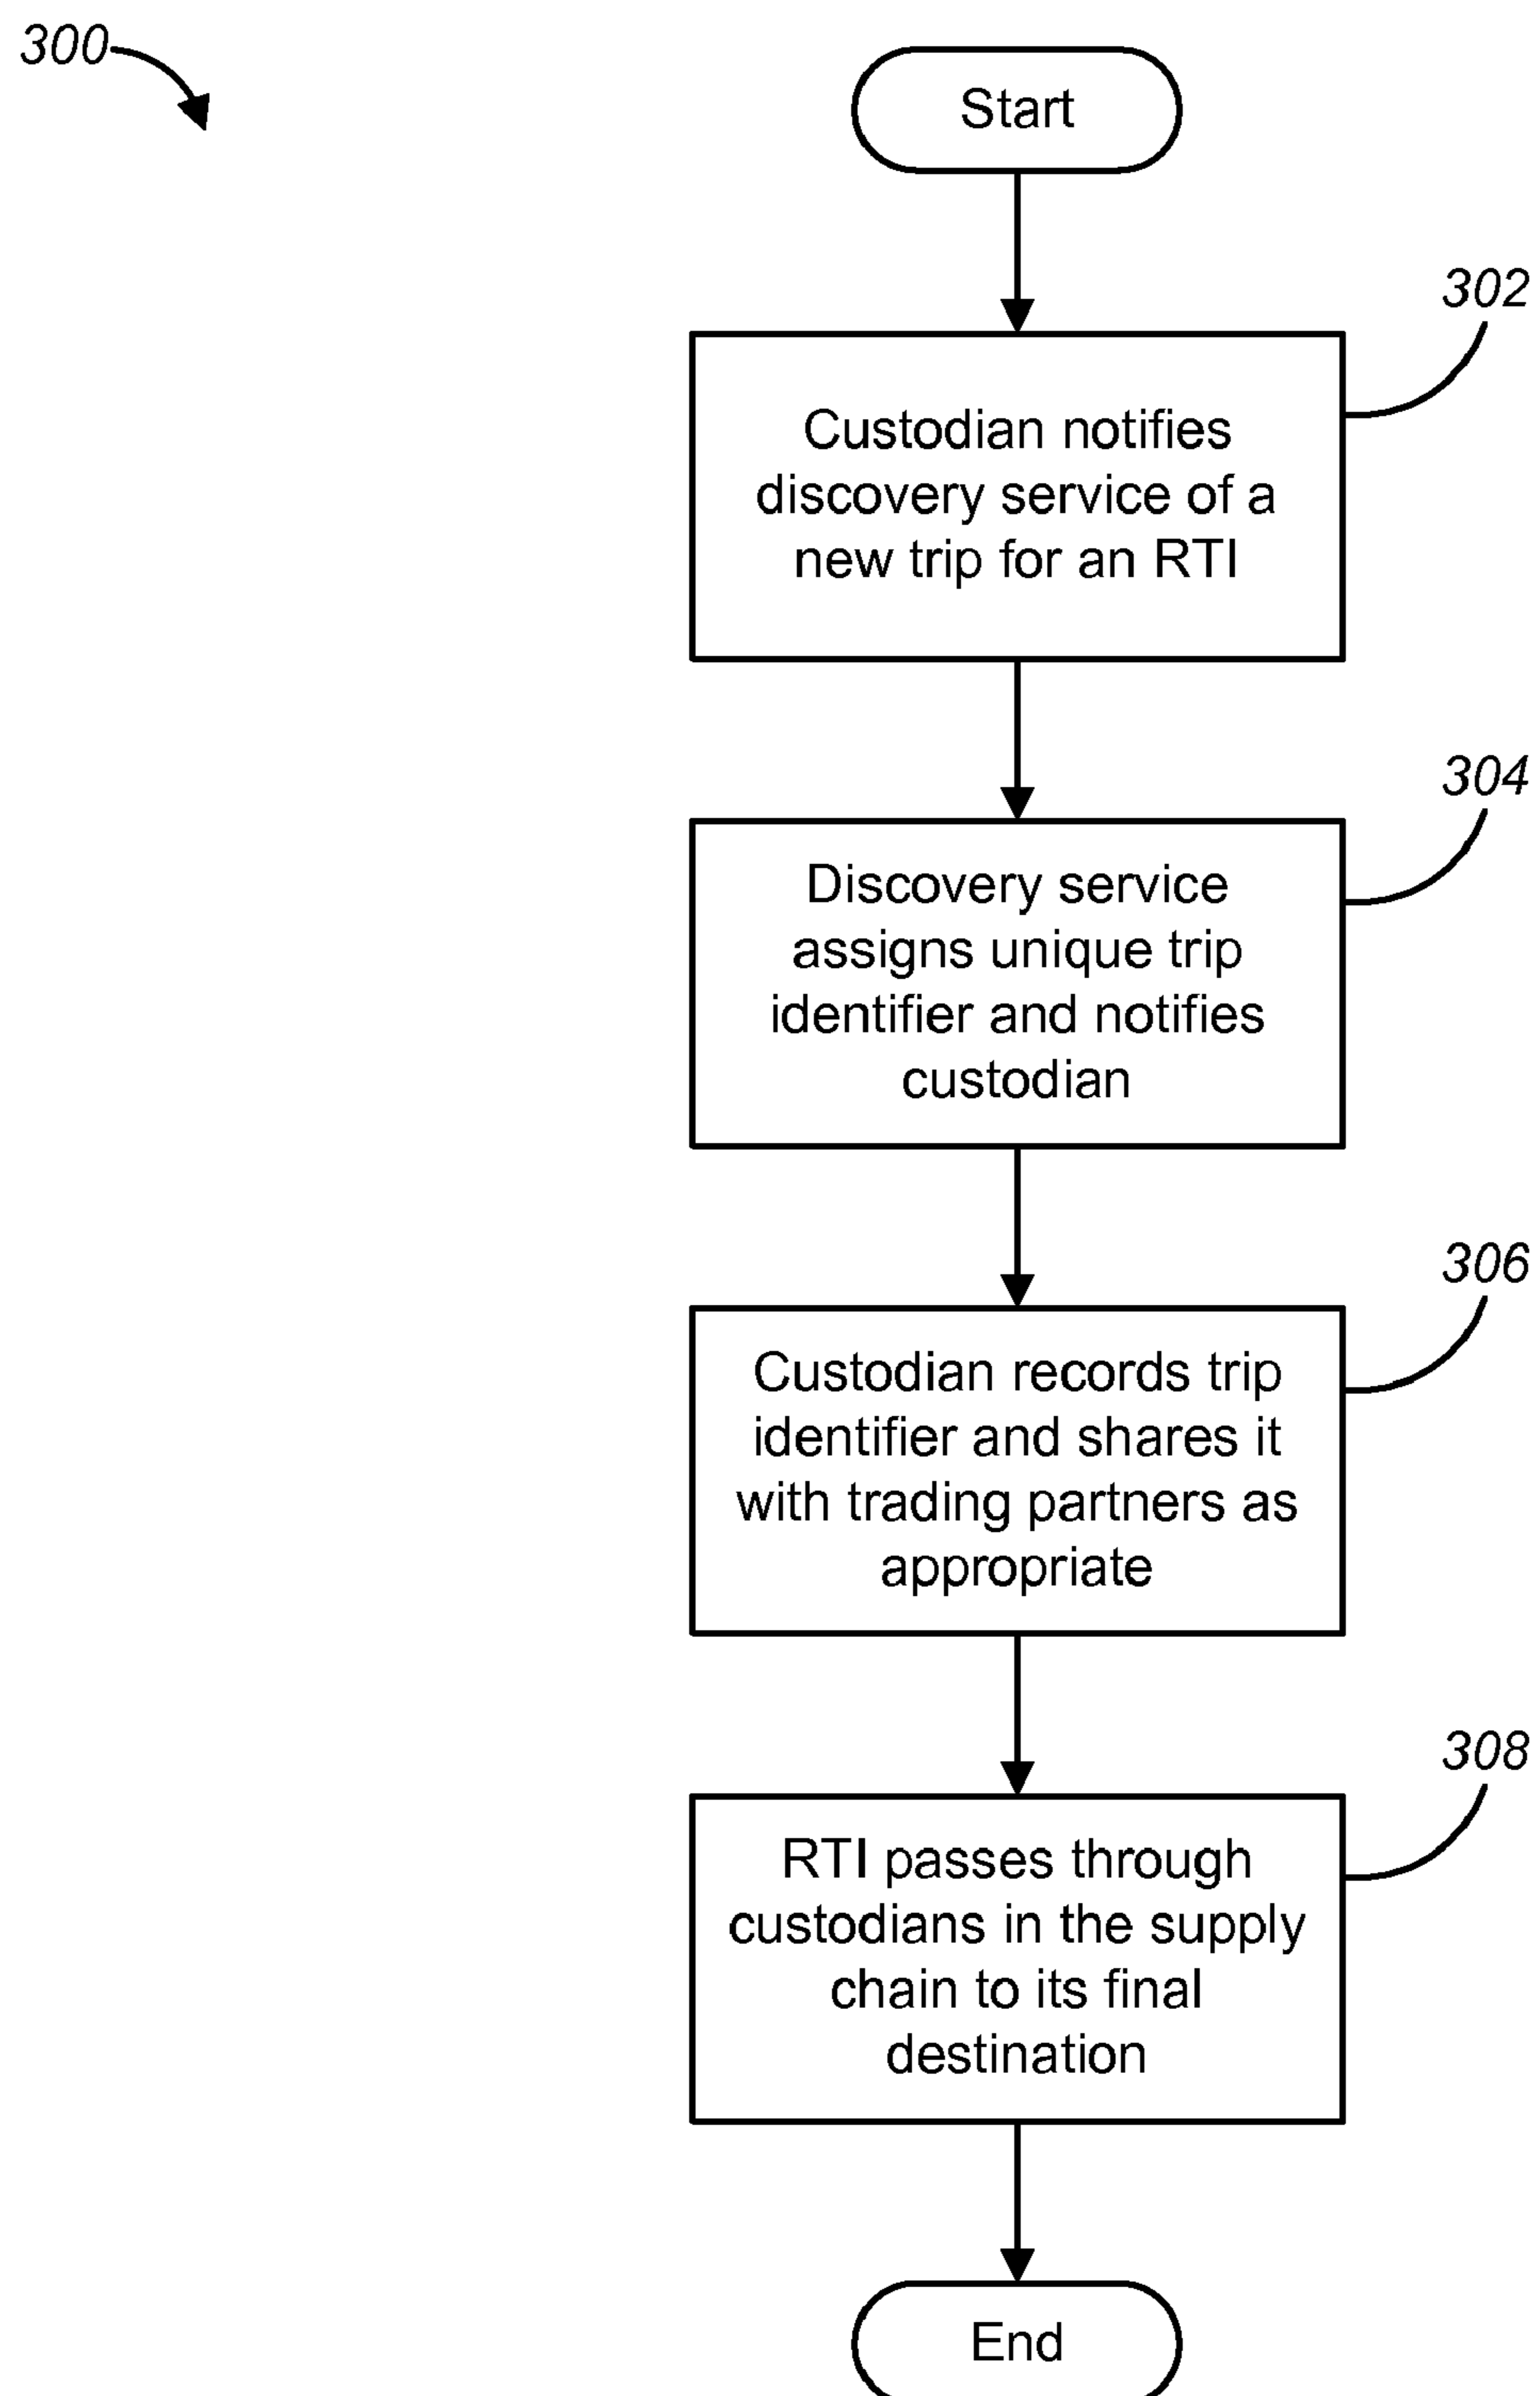 300
Start
302
Custodian notifies
discovery service of a
new trip for an RTI
304
Discovery service
assigns unique trip
identifier and notifies
custodian
306
Custodian records trip
identifier and shares it
with trading partners as
appropriate
308
RTI passes through
custodians in the supply
chain to its final
destination
End